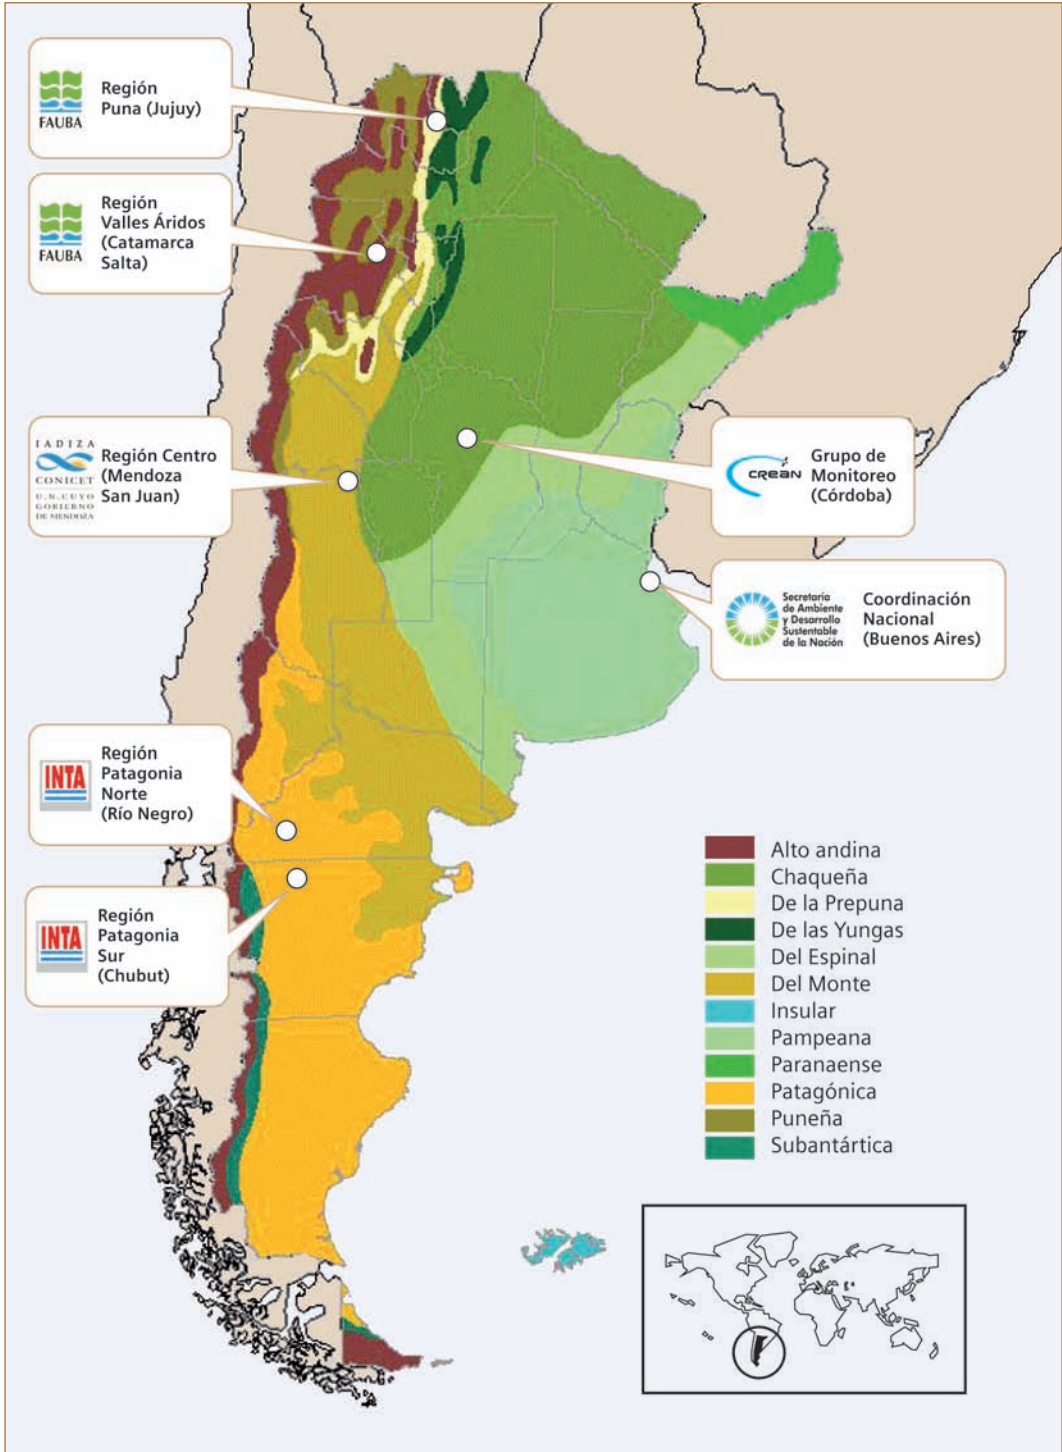 Región
Puna (Jujuy)
FAUBA
Región
Valles Áridos
(Catamarca
Salta)
FAUBA
IADIZA
CONICET
U.N.CUYO
GOBIERNO
DE MENDOZA
Región Centro
(Mendoza
San Juan)
CREAN
Grupo de
Monitoreo
(Córdoba)
Secretaría
de Ambiente
y Desarrollo
Sustentable
de la Nación
Coordinación
Nacional
(Buenos Aires)
INTA
Región
Patagonia
Norte
(Río Negro)
INTA
Región
Patagonia
Sur
(Chubut)
Alto andina
Chaqueña
De la Prepuna
De las Yungas
Del Espinal
Del Monte
Insular
Pampeana
Paranaense
Patagónica
Puneña
Subantártica